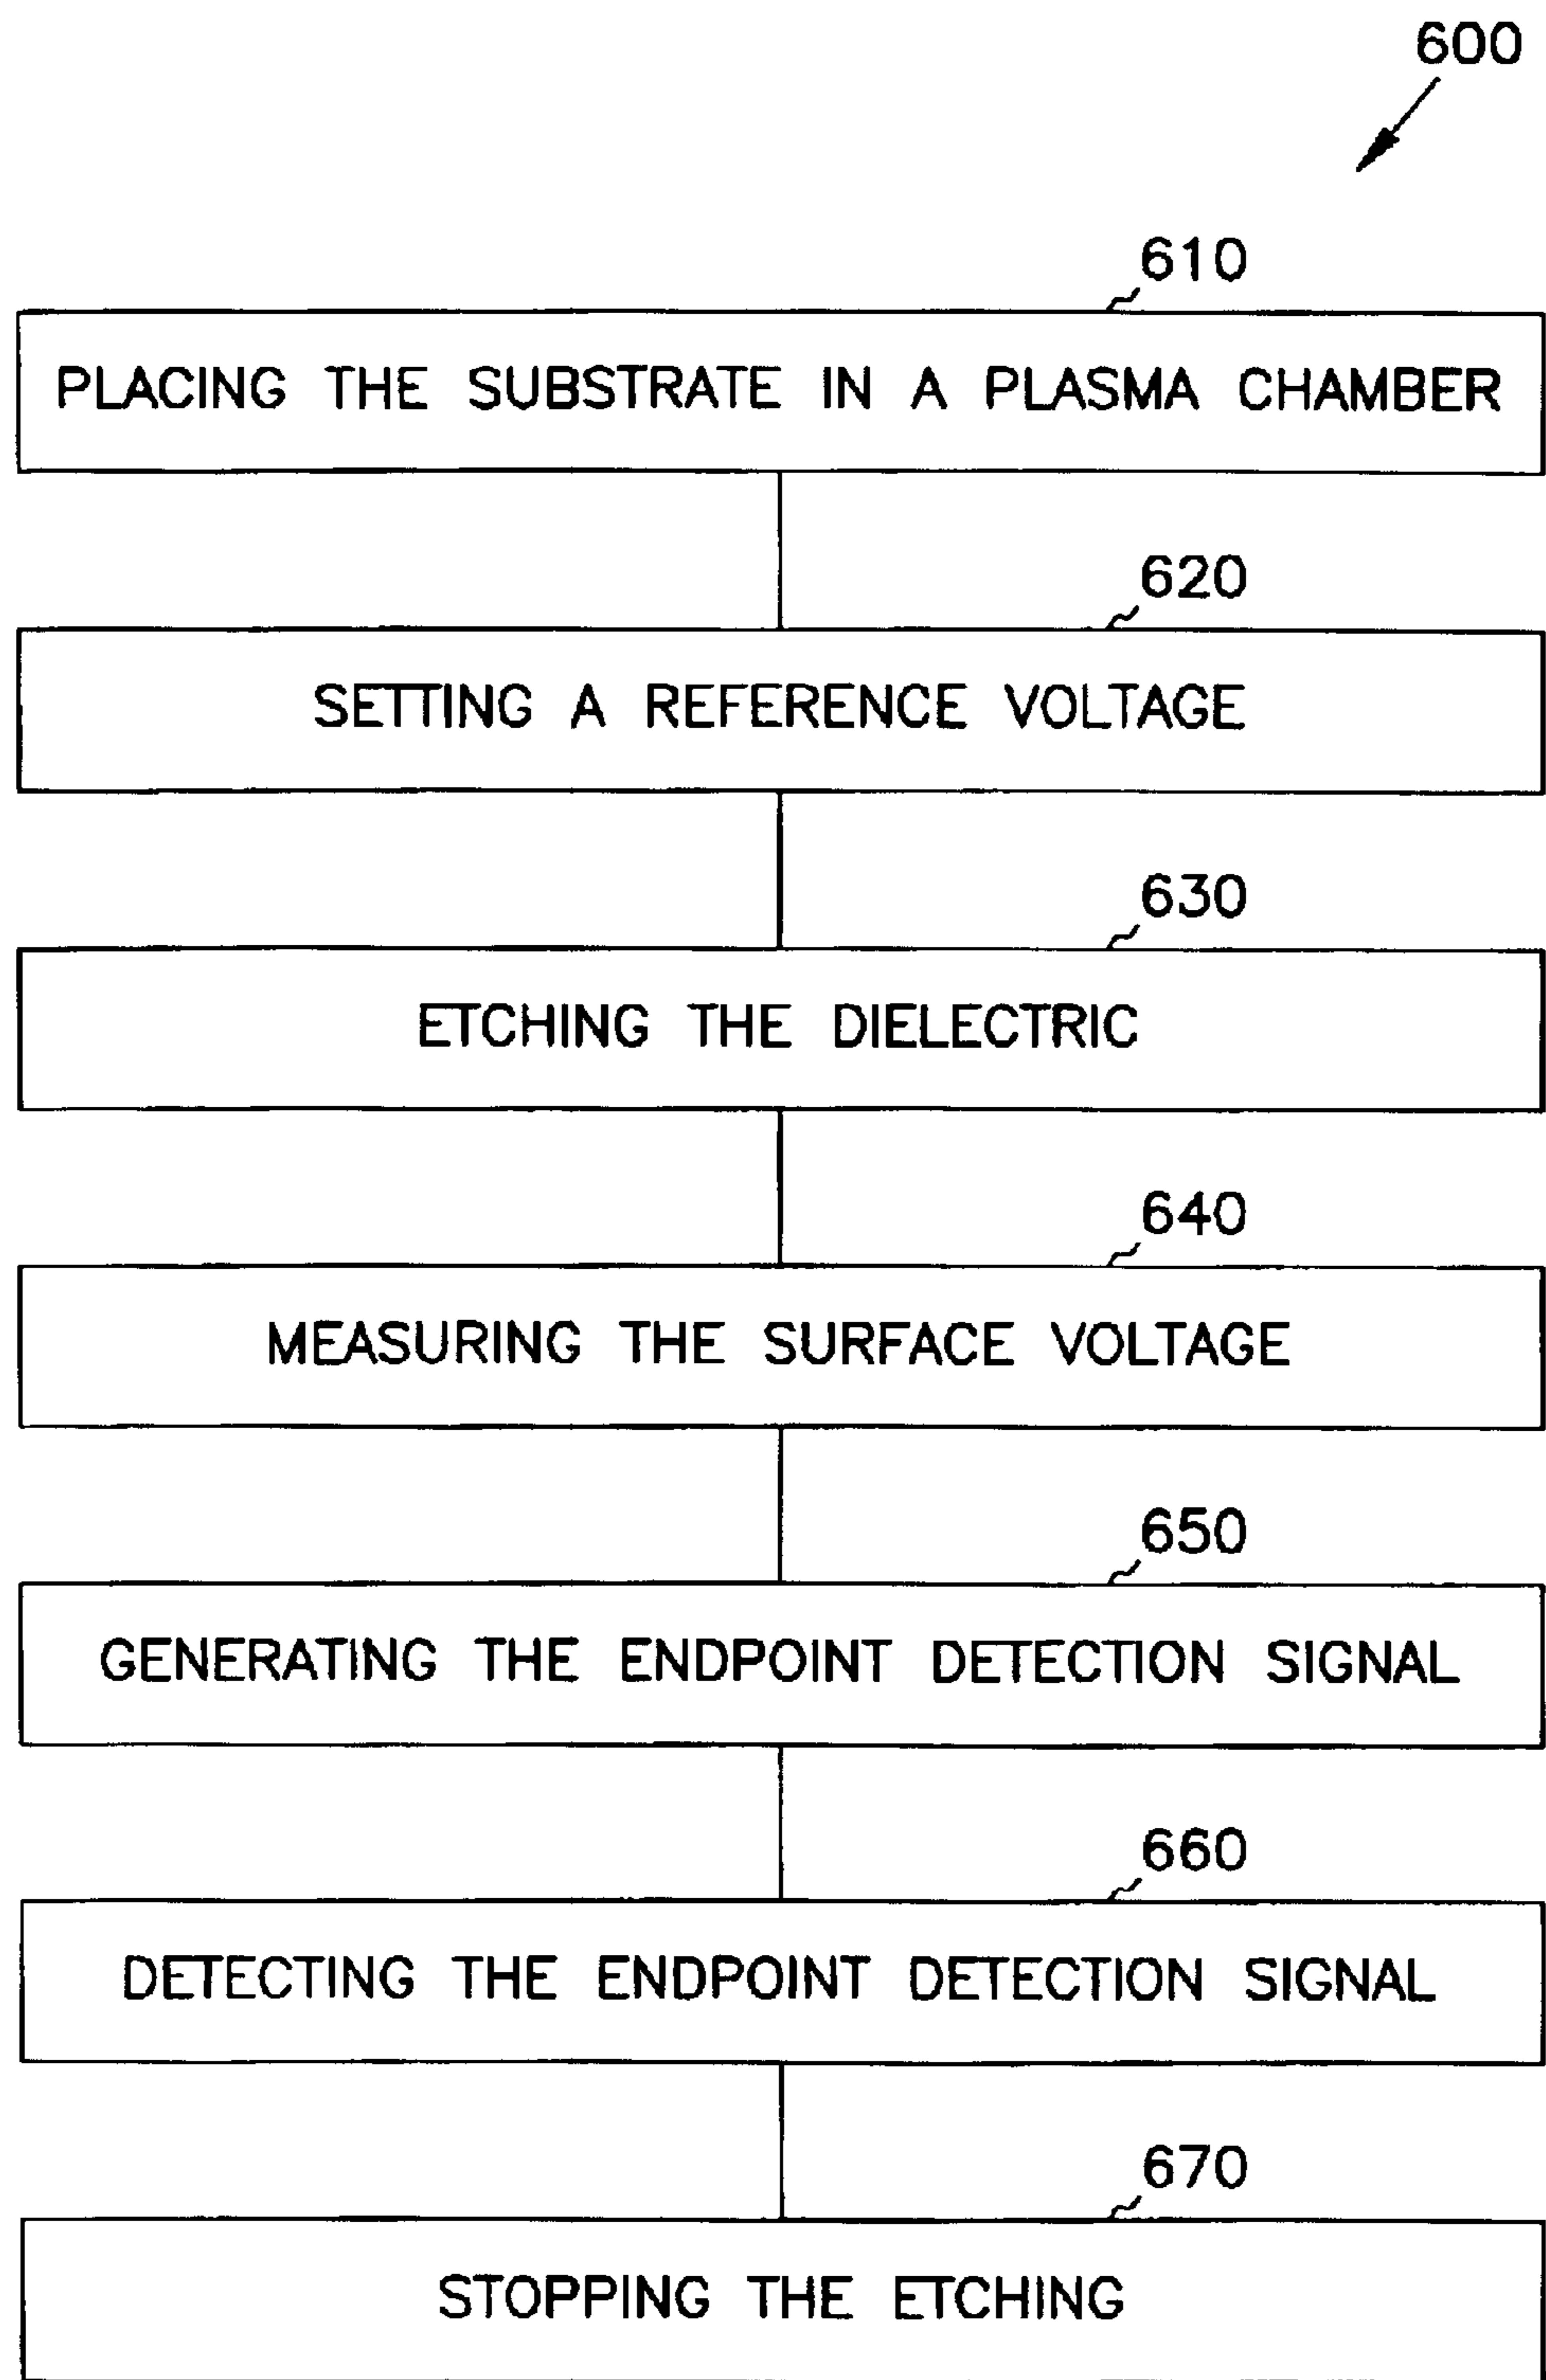 600
610
PLACING THE SUBSTRATE IN A PLASMA CHAMBER
620
SETTING A REFERENCE VOLTAGE
630
ETCHING THE DIELECTRIC
640
MEASURING THE SURFACE VOLTAGE
650
GENERATING THE ENDPOINT DETECTION SIGNAL
660
DETECTING THE ENDPOINT DETECTION SIGNAL
670
STOPPING THE ETCHING